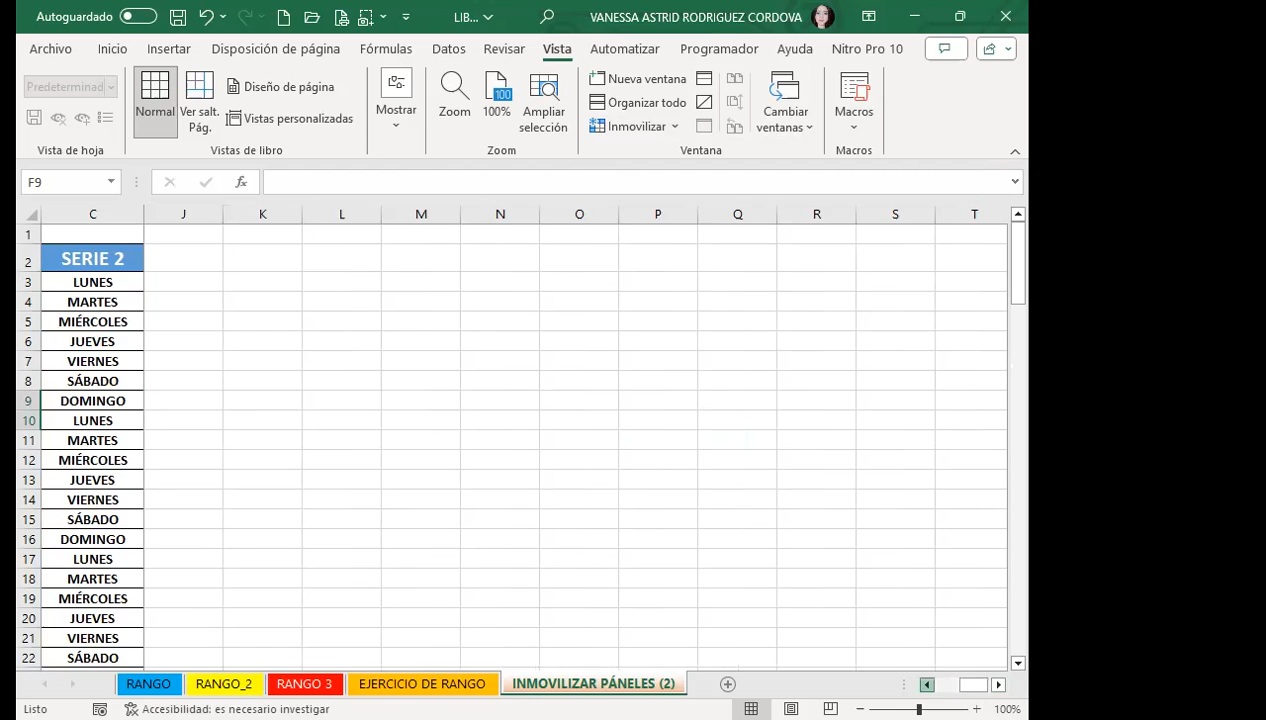 Autoguardado LIB... VANESSA ASTRID RODRIGUEZ CORDOVA
Archivo Inicio Insertar Disposición de página Fórmulas Datos Revisar Vista Automatizar Programador Ayuda Nitro Pro 10
Predeterminad
Normal
Ver salt. Pág.
Diseño de página
Vistas personalizadas
Mostrar
Zoom
100
100%
Ampliar selección
Nueva ventana
Organizar todo
Inmovilizar
Cambiar ventanas
Macros
Vista de hoja Vistas de libro Zoom Ventana Macros
F9 fx
C J K L M N O P Q R S T
1
2 SERIE 2
3 LUNES
4 MARTES
5 MIÉRCOLES
6 JUEVES
7 VIERNES
8 SÁBADO
9 DOMINGO
10 LUNES
11 MARTES
12 MIÉRCOLES
13 JUEVES
14 VIERNES
15 SÁBADO
16 DOMINGO
17 LUNES
18 MARTES
19 MIÉRCOLES
20 JUEVES
21 VIERNES
22 SÁBADO
RANGO RANGO_2 RANGO 3 EJERCICIO DE RANGO INMOVILIZAR PÁNELES (2)
Listo Accesibilidad: es necesario investigar 100%